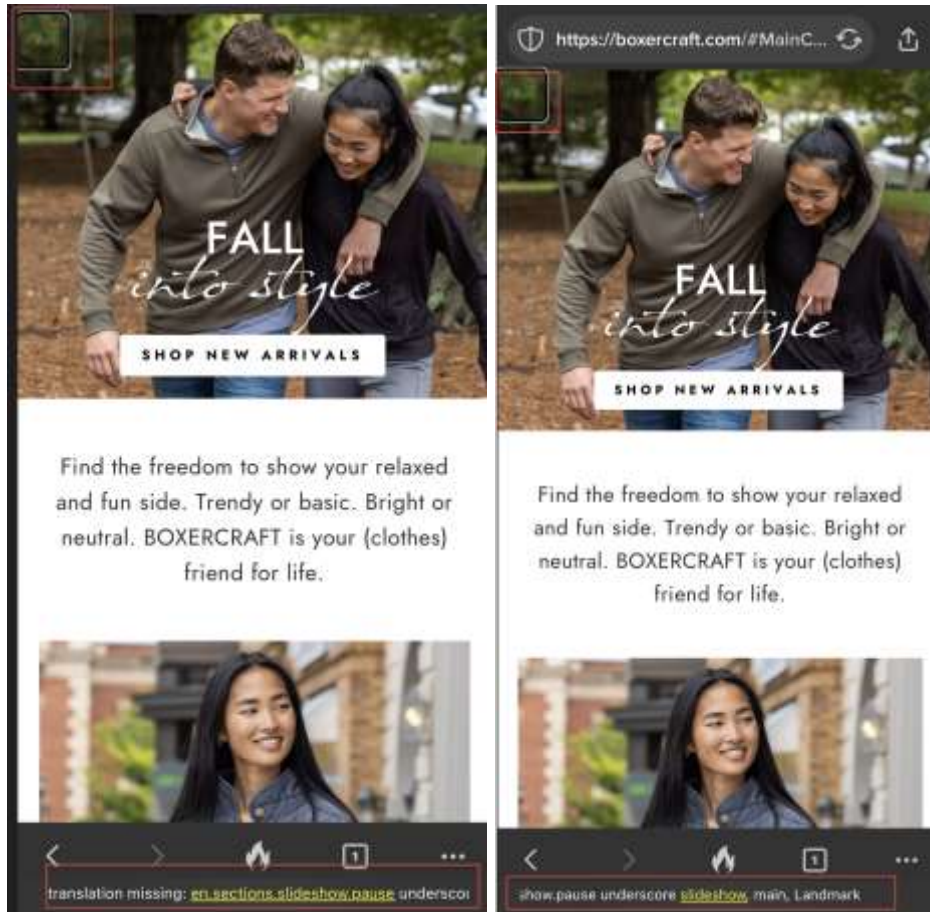 FALL
into style
SHOP NEW ARRIVALS
Find the freedom to show your relaxed
and fun side. Trendy or basic. Bright or
neutral. BOXERCRAFT is your (clothes)
friend for life.
1
translation missing: en.sections.slideshow.pause undersco
https://boxercraft.com/#MainC...
FALL
into style
SHOP NEW ARRIVALS
Find the freedom to show your relaxed
and fun side. Trendy or basic. Bright or
neutral. BOXERCRAFT is your (clothes)
friend for life.
1
show.pause underscore slideshow, main, Landmark